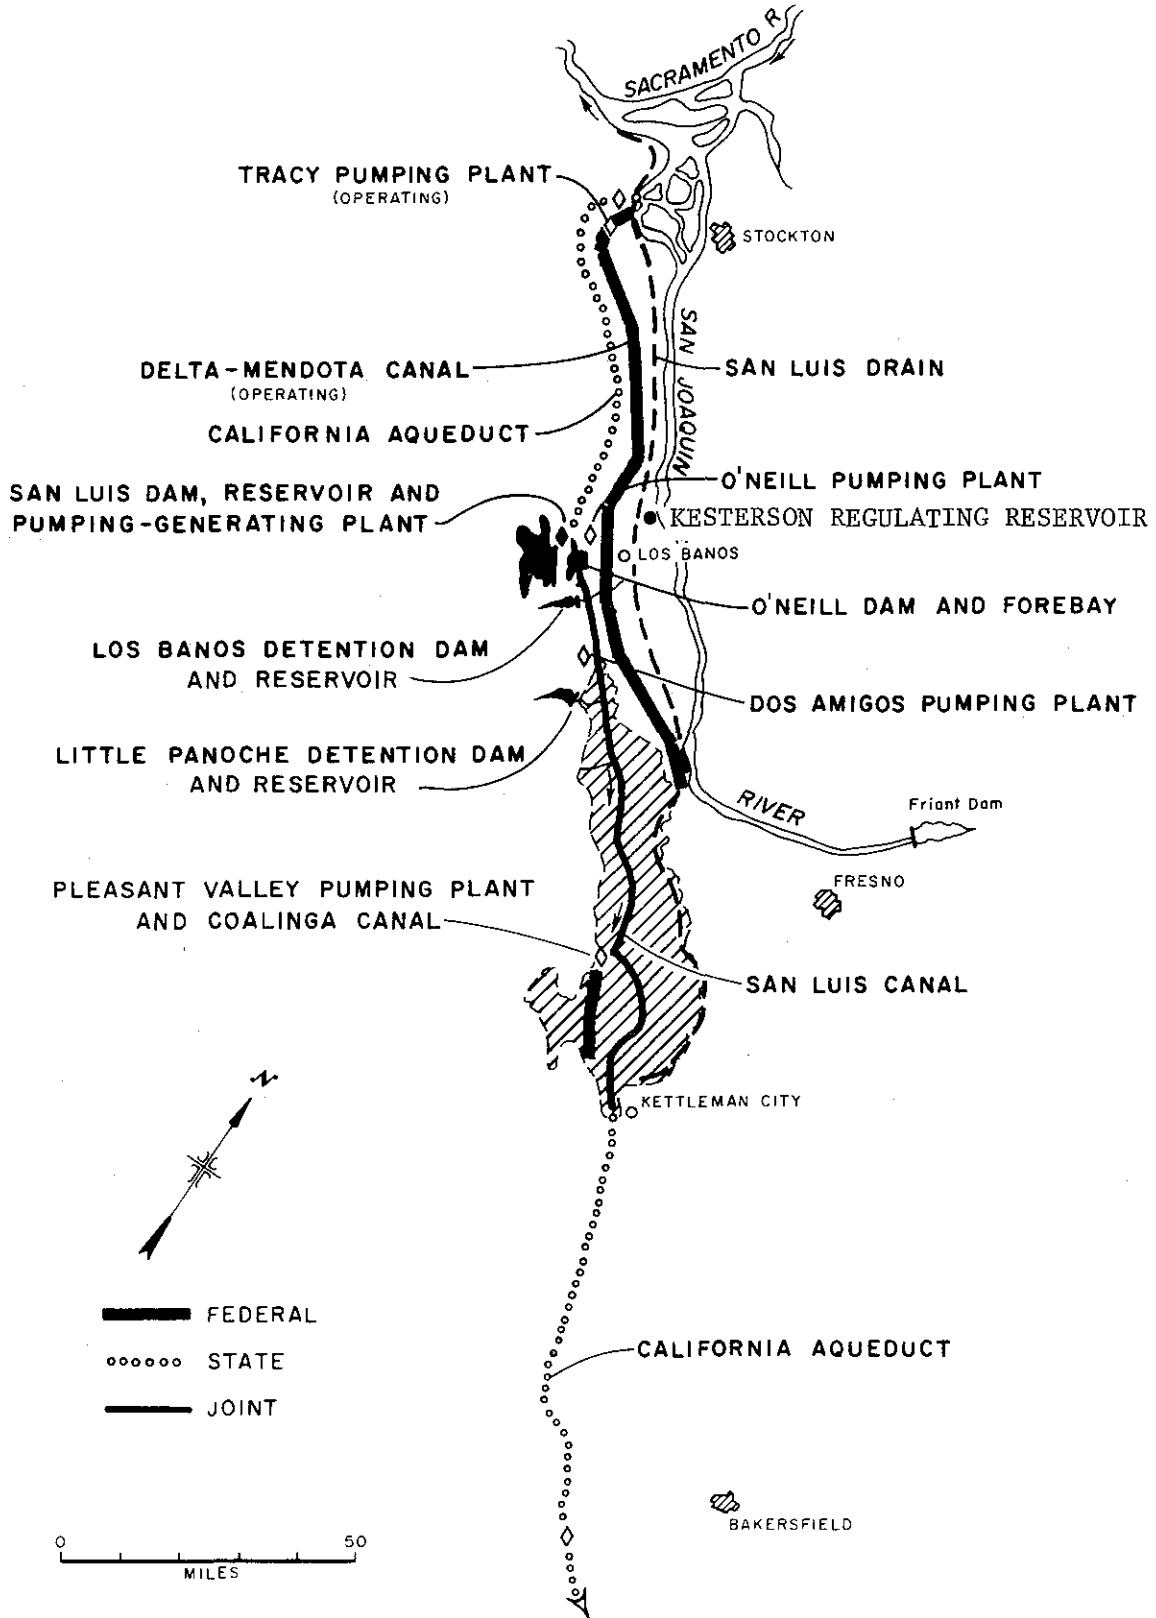 SACRAMENTO R
TRACY PUMPING PLANT
(OPERATING)
STOCKTON
SAN JOAQUIN
DELTA-MENDOTA CANAL
(OPERATING)
SAN LUIS DRAIN
CALIFORNIA AQUEDUCT
SAN LUIS DAM, RESERVOIR AND
PUMPING-GENERATING PLANT
O'NEILL PUMPING PLANT
KESTERSON REGULATING RESERVOIR
LOS BANOS
O'NEILL DAM AND FOREBAY
LOS BANOS DETENTION DAM
AND RESERVOIR
DOS AMIGOS PUMPING PLANT
LITTLE PANOCHE DETENTION DAM
AND RESERVOIR
RIVER
Friant Dam
FRESNO
PLEASANT VALLEY PUMPING PLANT
AND COALINGA CANAL
SAN LUIS CANAL
KETTLEMAN CITY
N
FEDERAL
STATE
JOINT
CALIFORNIA AQUEDUCT
BAKERSFIELD
0 50
MILES